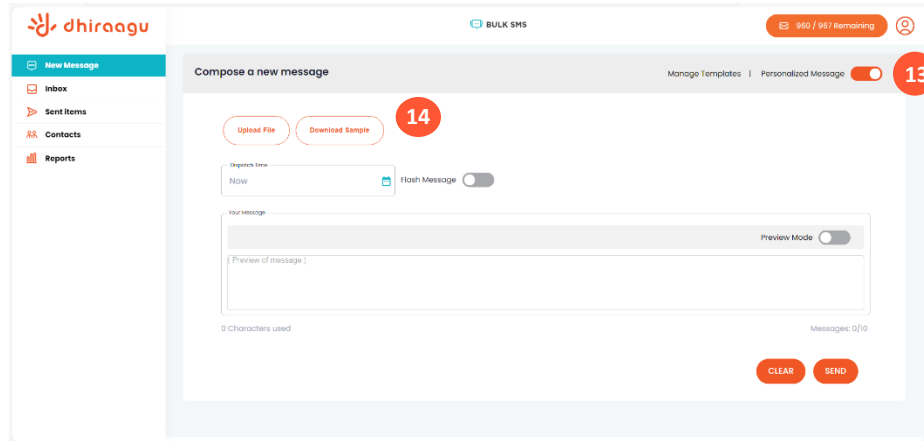 dhiraagu
BULK SMS
960 / 967 Remaining
New Message
Inbox
Sent items
Contacts
Reports
Compose a new message
Manage Templates | Personalized Message
13
Upload File
Download Sample
14
Dispatch Time
Now
Flash Message
Your Message
Preview Mode
( Preview of message )
0 Characters used
Messages: 0/10
CLEAR
SEND